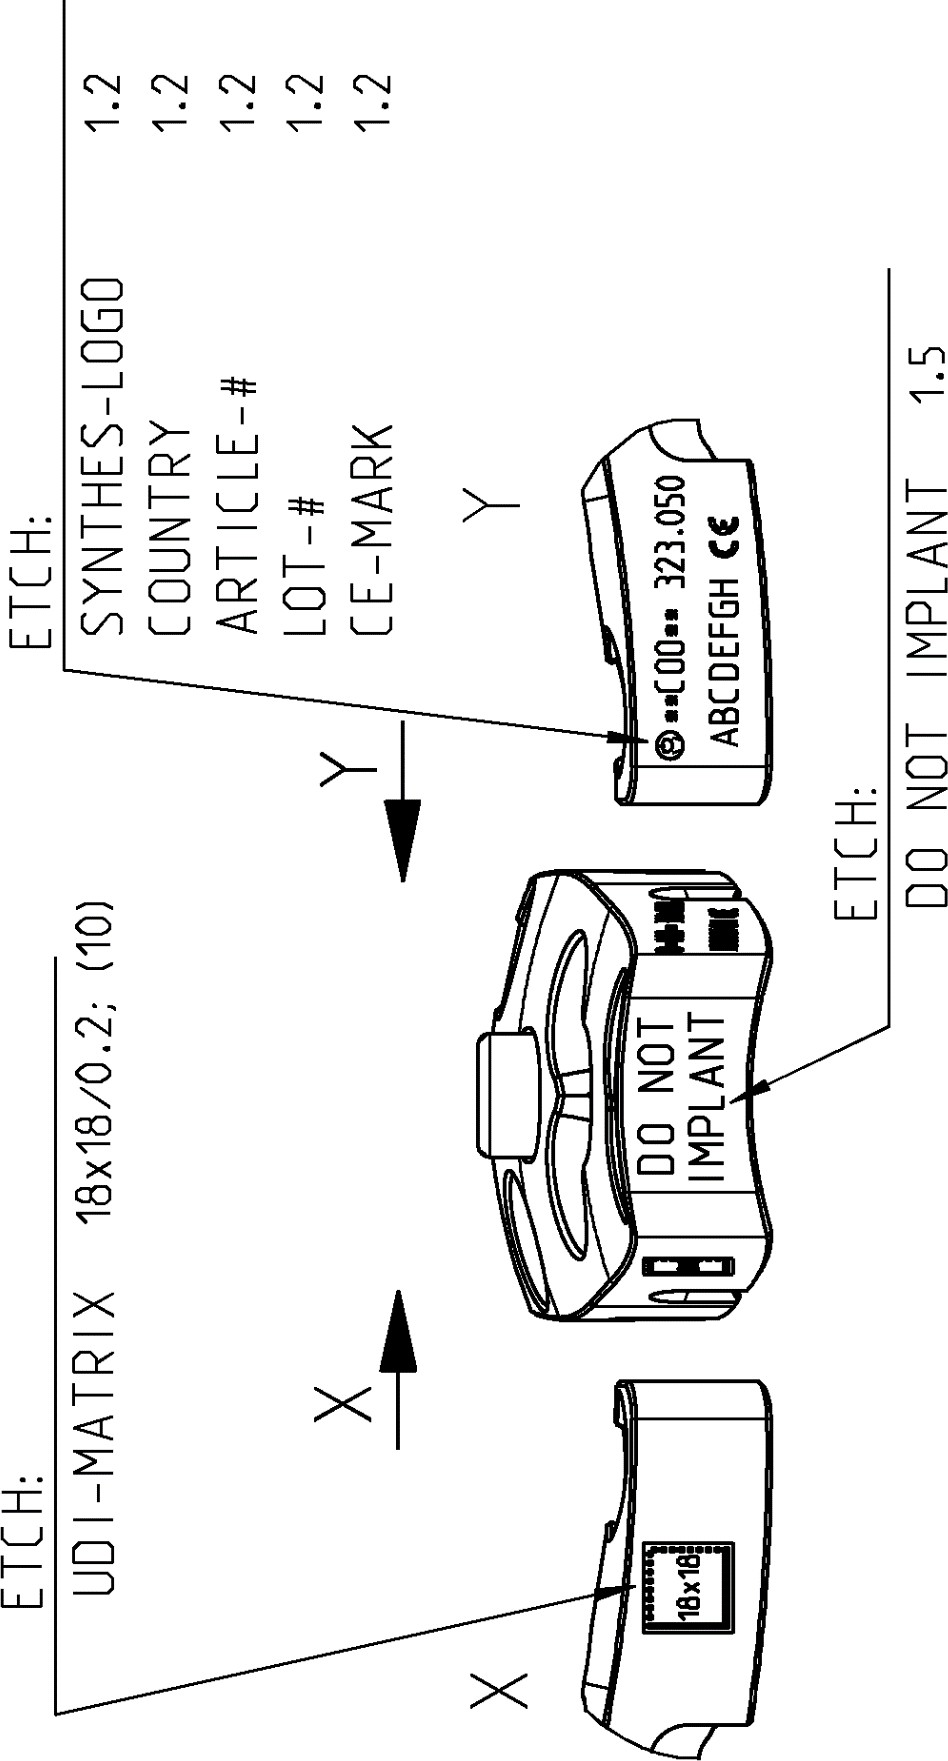 ETCH:
UDI-MATRIX 18x18/0.2; (10)
ETCH:
SYNTHES-LOGO 1.2
COUNTRY 1.2
ARTICLE-# 1.2
LOT-# 1.2
CE-MARK 1.2
X
Y
X
Y
18x18
DO NOT
IMPLANT
**COO** 323.050
ABCDEFGH CE
ETCH:
DO NOT IMPLANT 1.5